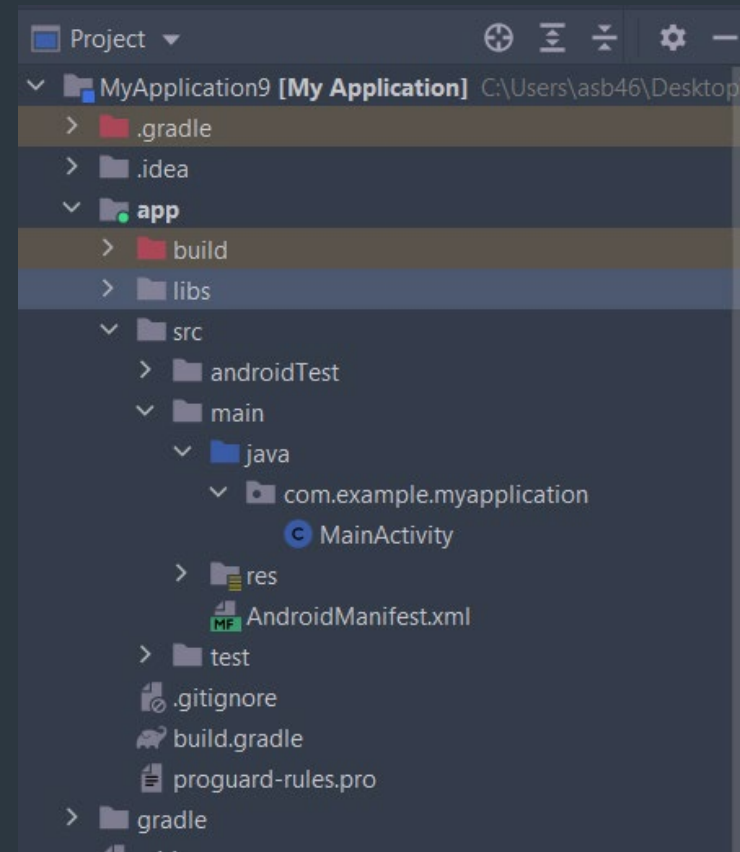 Project
MyApplication9 [My Application] C:\Users\asb46\Desktop
.gradle
.idea
app
build
libs
src
androidTest
main
java
com.example.myapplication
C MainActivity
res
MF AndroidManifest.xml
test
.gitignore
build.gradle
proguard-rules.pro
gradle